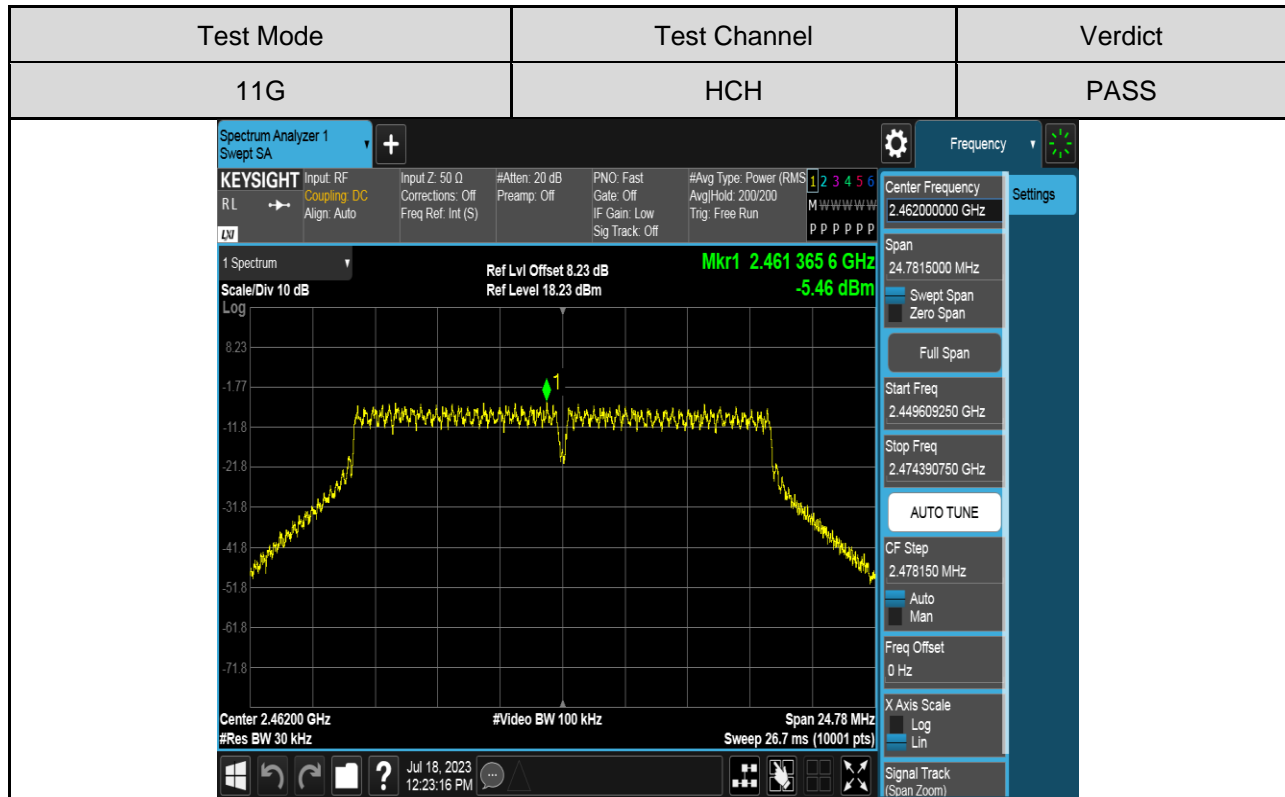 Test Mode Test Channel Verdict
11G HCH PASS
Spectrum Analyzer 1
Swept SA
+
Frequency
KEYSIGHT
RL
LXI
Input: RF
Coupling: DC
Align: Auto
Input Z: 50 Ω
Corrections: Off
Freq Ref: Int (S)
#Atten: 20 dB
Preamp: Off
PNO: Fast
Gate: Off
IF Gain: Low
Sig Track: Off
#Avg Type: Power (RMS
Avg|Hold: 200/200
Trig: Free Run
1 2 3 4 5 6
M W W W W W
P P P P P P
1 Spectrum
Scale/Div 10 dB
Log
Ref Lvl Offset 8.23 dB
Ref Level 18.23 dBm
Mkr1 2.461 365 6 GHz
-5.46 dBm
8.23
-1.77
-11.8
-21.8
-31.8
-41.8
-51.8
-61.8
-71.8
1
Center 2.46200 GHz
#Res BW 30 kHz
#Video BW 100 kHz
Span 24.78 MHz
Sweep 26.7 ms (10001 pts)
Settings
Center Frequency
2.462000000 GHz
Span
24.7815000 MHz
Swept Span
Zero Span
Full Span
Start Freq
2.449609250 GHz
Stop Freq
2.474390750 GHz
AUTO TUNE
CF Step
2.478150 MHz
Auto
Man
Freq Offset
0 Hz
X Axis Scale
Log
Lin
Signal Track
(Span Zoom)
?
Jul 18, 2023
12:23:16 PM